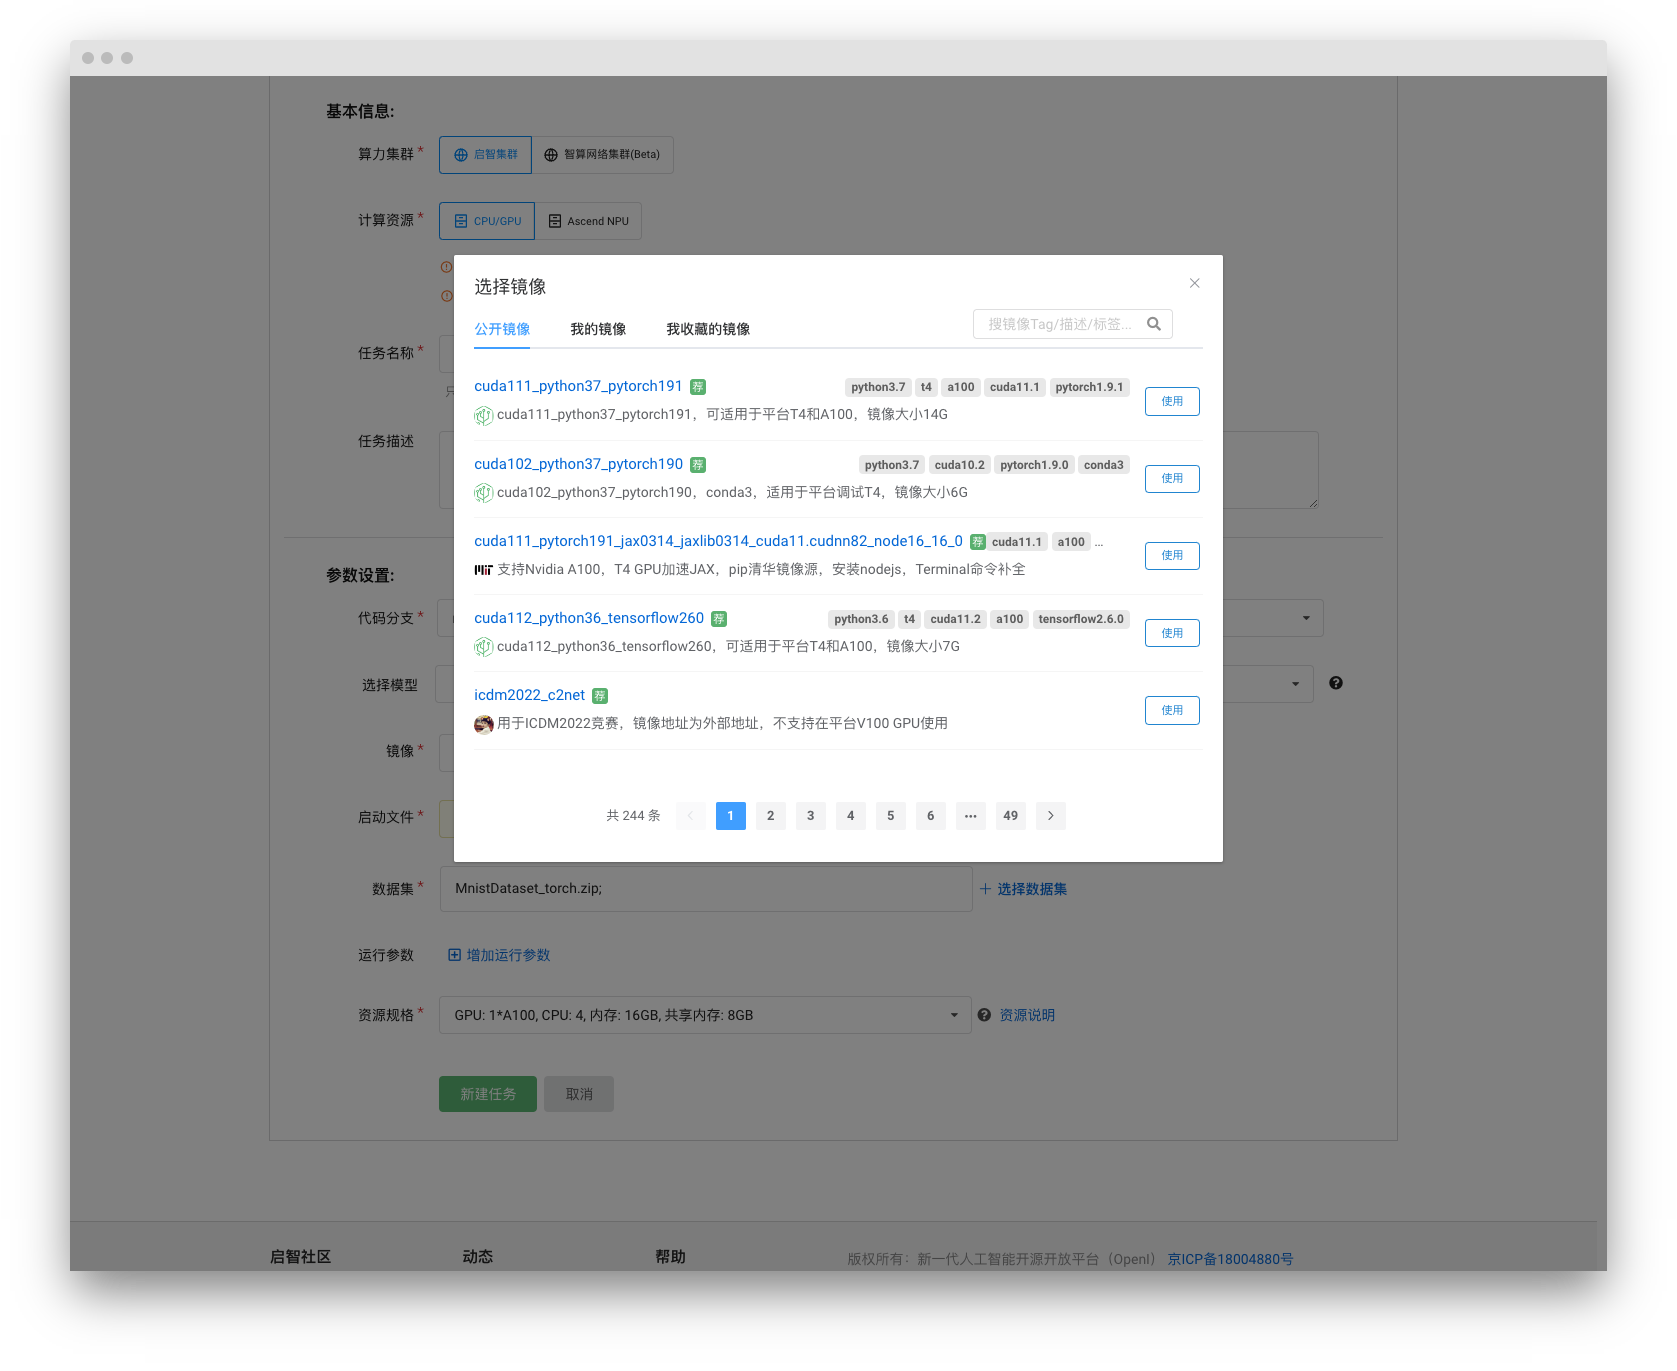 基本信息:
算力集群* 启智集群 智算网络集群(Beta)
计算资源* CPU/GPU Ascend NPU
选择镜像
公开镜像 我的镜像 我收藏的镜像 搜镜像Tag/描述/标签...
任务名称*
cuda111_python37_pytorch191 荐 python3.7 t4 a100 cuda11.1 pytorch1.9.1
cuda111_python37_pytorch191，可适用于平台T4和A100，镜像大小14G
使用
任务描述
cuda102_python37_pytorch190 荐 python3.7 cuda10.2 pytorch1.9.0 conda3
cuda102_python37_pytorch190，conda3，适用于平台调试T4，镜像大小6G
使用
cuda111_pytorch191_jax0314_jaxlib0314_cuda11.cudnn82_node16_16_0 荐 cuda11.1 a100 ...
支持Nvidia A100，T4 GPU加速JAX，pip清华镜像源，安装nodejs，Terminal命令补全
使用
参数设置:
代码分支*
cuda112_python36_tensorflow260 荐 python3.6 t4 cuda11.2 a100 tensorflow2.6.0
cuda112_python36_tensorflow260，可适用于平台T4和A100，镜像大小7G
使用
选择模型
icdm2022_c2net 荐
用于ICDM2022竞赛，镜像地址为外部地址，不支持在平台V100 GPU使用
使用
镜像*
启动文件*
共 244 条 1 2 3 4 5 6 ... 49
数据集* MnistDataset_torch.zip; 选择数据集
运行参数 增加运行参数
资源规格* GPU: 1*A100, CPU: 4, 内存: 16GB, 共享内存: 8GB 资源说明
新建任务 取消
启智社区 动态 帮助 版权所有：新一代人工智能开源开放平台（OpenI） 京ICP备18004880号